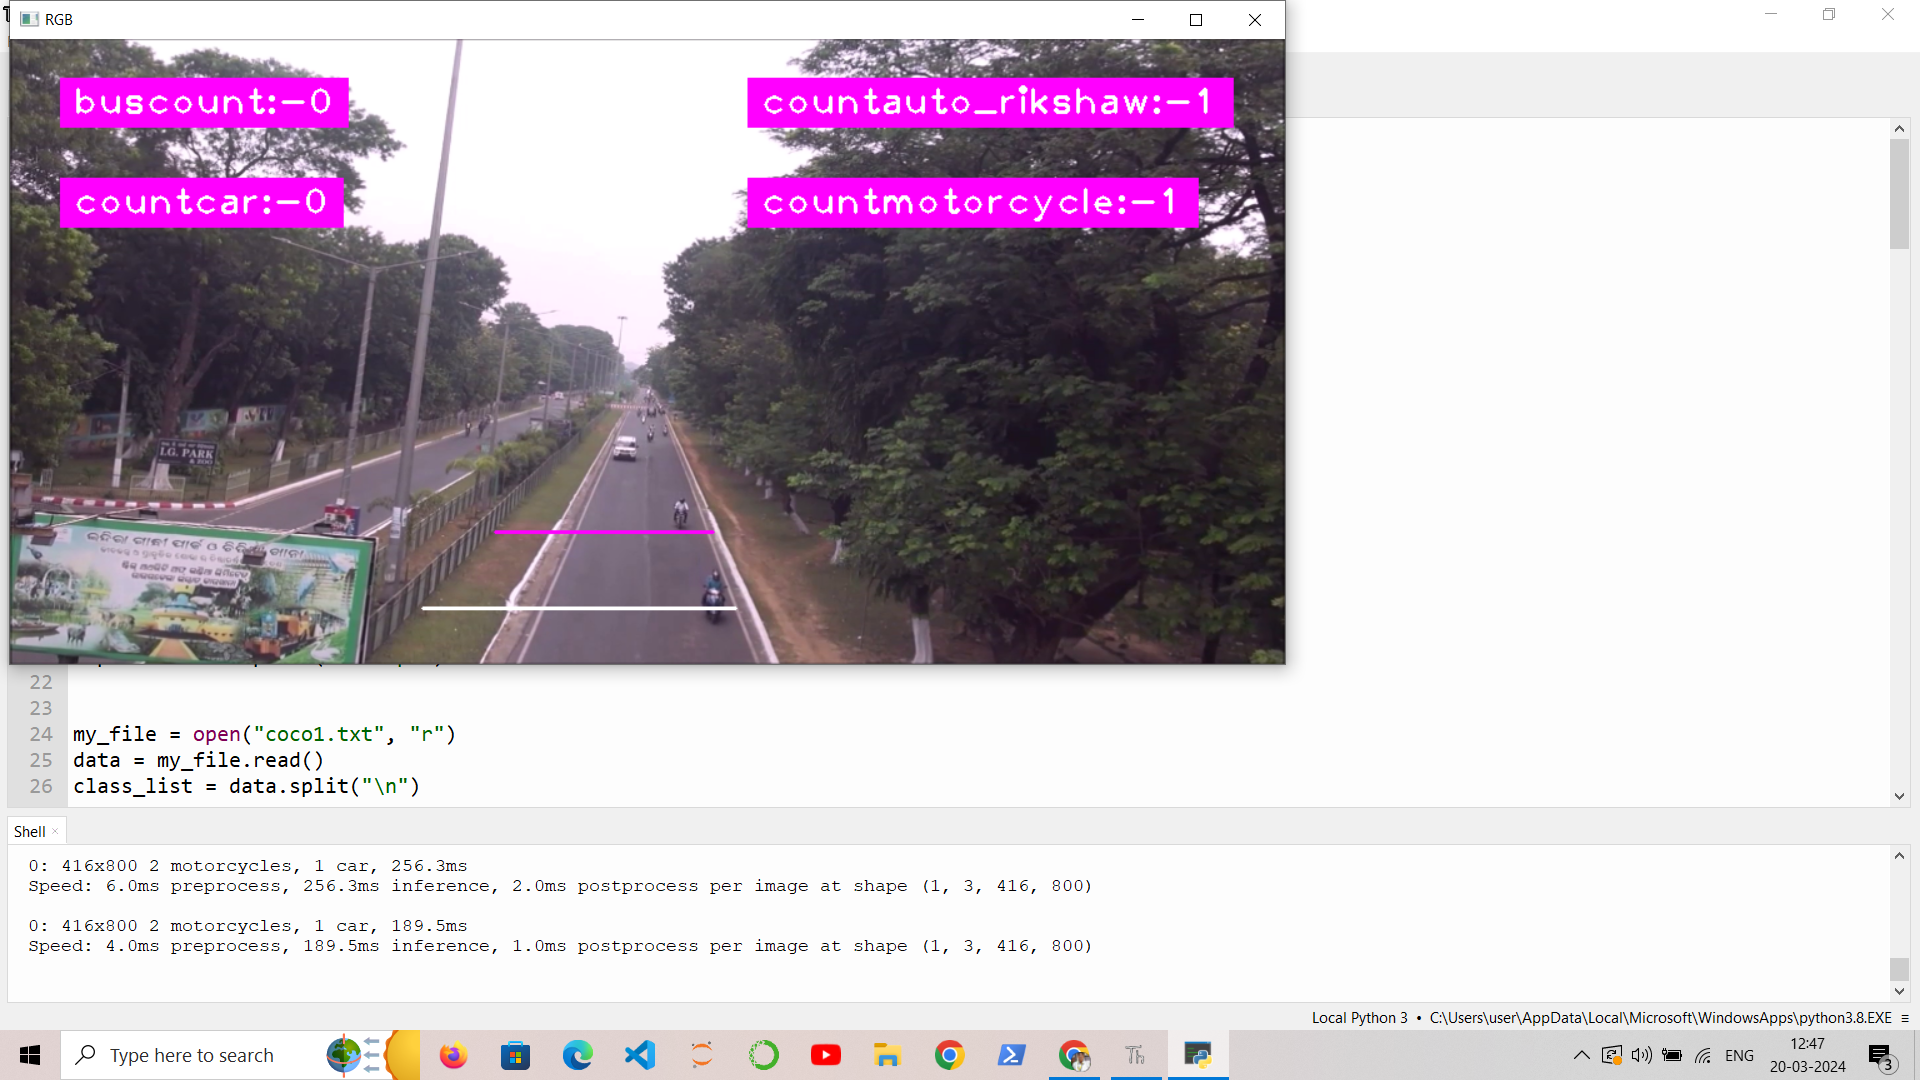 RGB
buscount:-0
countauto_rikshaw:-1
countcar:-0
countmotorcycle:-1
I.G. PARK
& ZOO
22
23
24 my_file = open("coco1.txt", "r")
25 data = my_file.read()
26 class_list = data.split("\n")
Shell
0: 416x800 2 motorcycles, 1 car, 256.3ms
Speed: 6.0ms preprocess, 256.3ms inference, 2.0ms postprocess per image at shape (1, 3, 416, 800)
0: 416x800 2 motorcycles, 1 car, 189.5ms
Speed: 4.0ms preprocess, 189.5ms inference, 1.0ms postprocess per image at shape (1, 3, 416, 800)
Local Python 3 • C:\Users\user\AppData\Local\Microsoft\WindowsApps\python3.8.EXE ≡
Type here to search
Th
ENG
12:47
20-03-2024
3